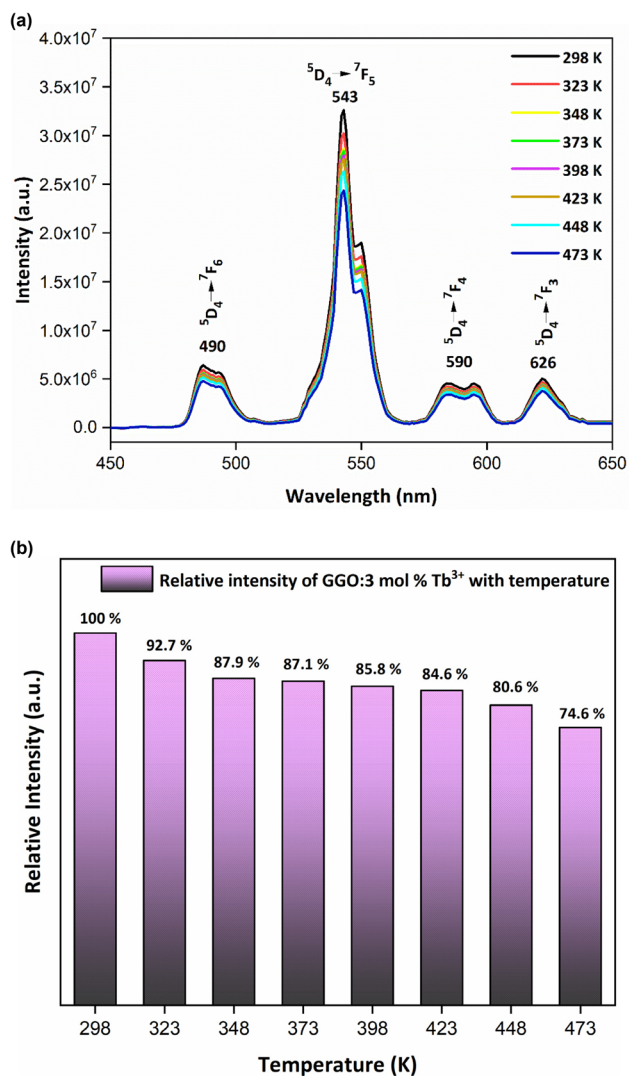 (a)
4.0x10⁷
3.5x10⁷
3.0x10⁷
2.5x10⁷
2.0x10⁷
1.5x10⁷
1.0x10⁷
5.0x10⁶
0.0
Intensity (a.u.)
⁵D₄ → ⁷F₆
490
⁵D₄ → ⁷F₅
543
⁵D₄ → ⁷F₄
590
⁵D₄ → ⁷F₃
626
298 K
323 K
348 K
373 K
398 K
423 K
448 K
473 K
450 500 550 600 650
Wavelength (nm)
(b)
Relative intensity of GGO:3 mol % Tb³⁺ with temperature
100 % 92.7 % 87.9 % 87.1 % 85.8 % 84.6 % 80.6 % 74.6 %
Relative Intensity (a.u.)
298 323 348 373 398 423 448 473
Temperature (K)